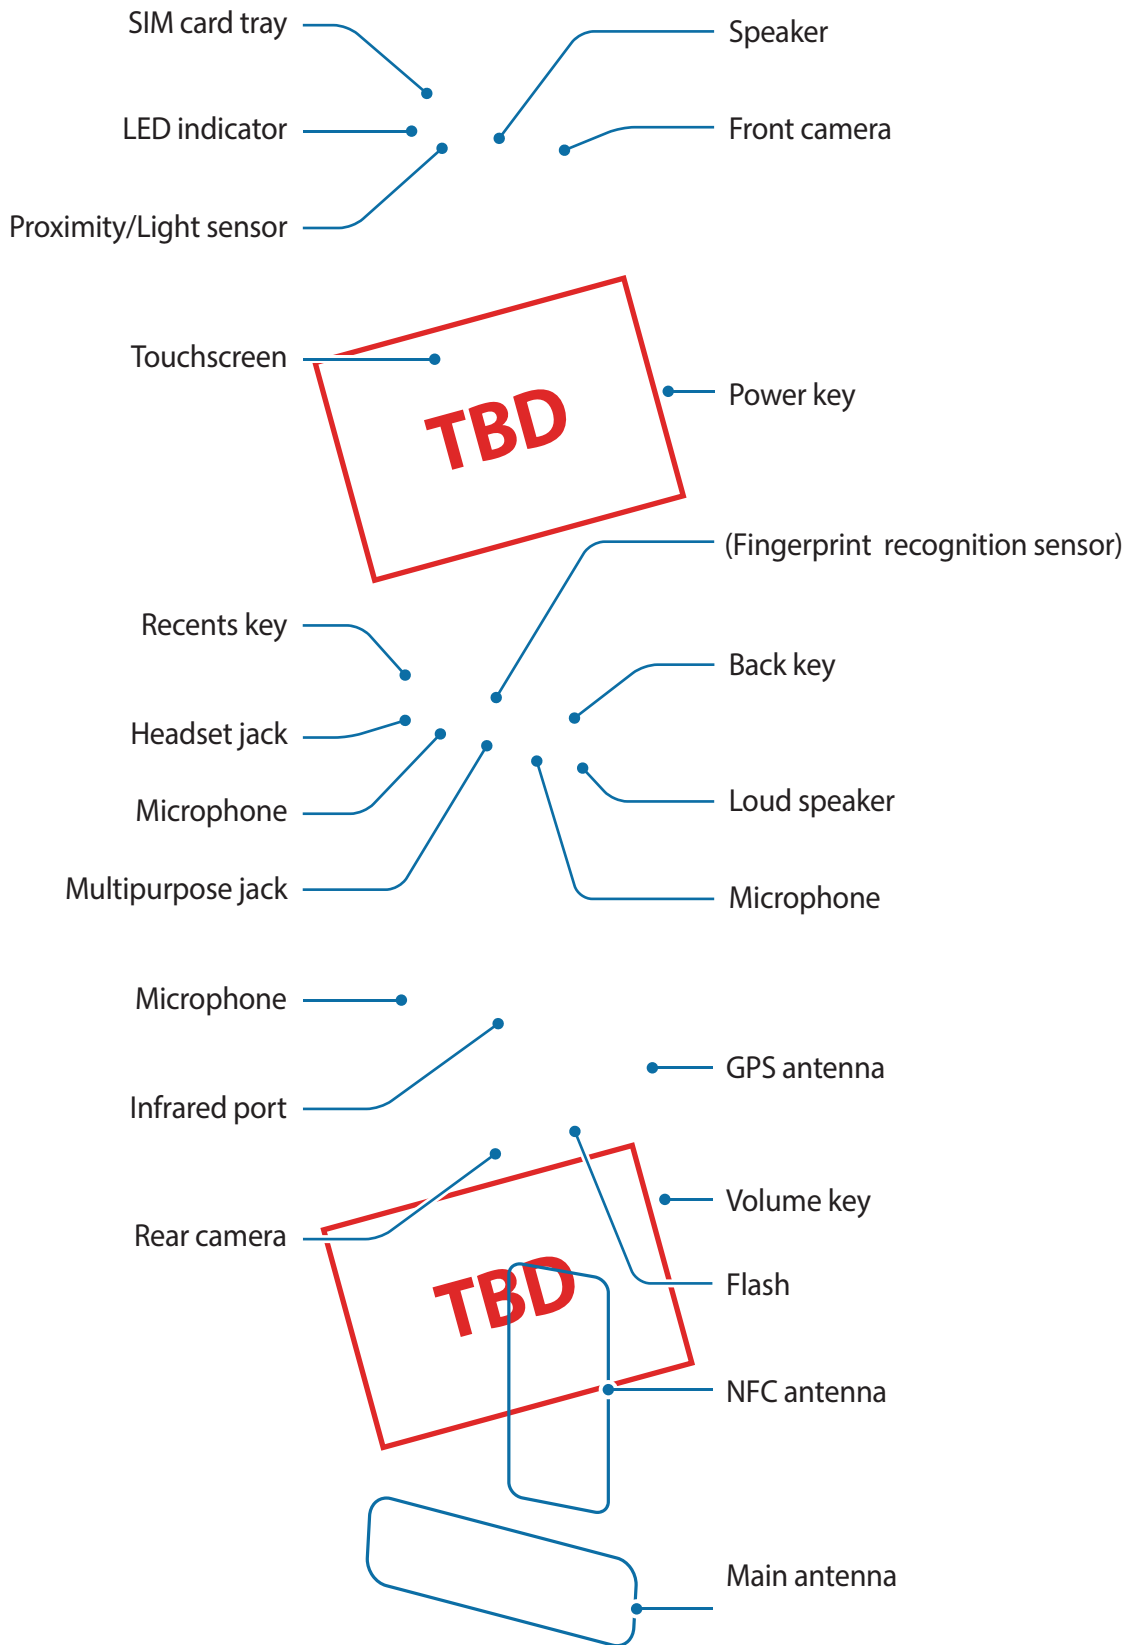 SIM card tray
Speaker
LED indicator
Front camera
Proximity/Light sensor
Touchscreen
TBD
Power key
(Fingerprint  recognition sensor)
Recents key
Back key
Headset jack
Microphone
Loud speaker
Multipurpose jack
Microphone
Microphone
GPS antenna
Infrared port
Volume key
Rear camera
Flash
TBD
NFC antenna
Main antenna